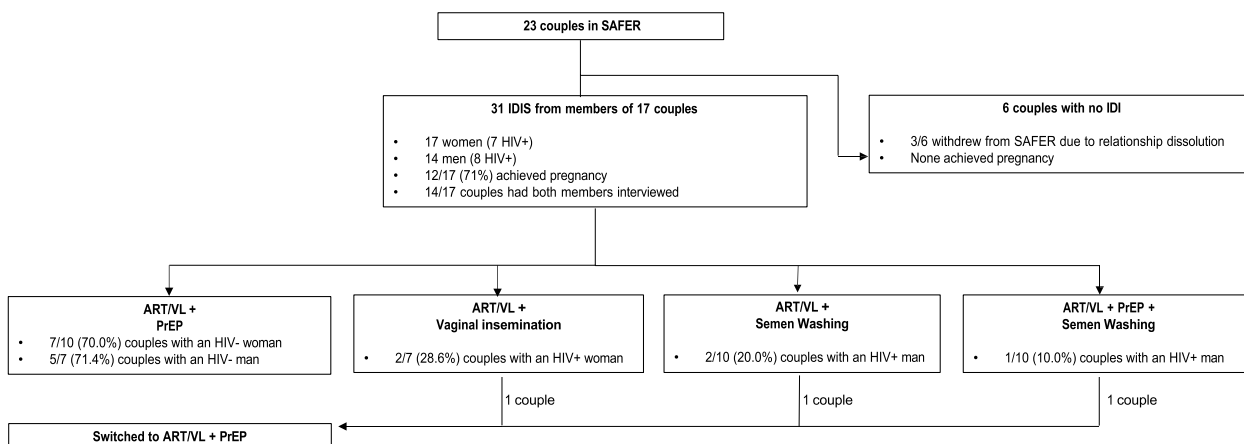 23 couples in SAFER
31 IDIS from members of 17 couples
• 17 women (7 HIV+)
• 14 men (8 HIV+)
• 12/17 (71%) achieved pregnancy
• 14/17 couples had both members interviewed
6 couples with no IDI
• 3/6 withdrew from SAFER due to relationship dissolution
• None achieved pregnancy
ART/VL +
PrEP
• 7/10 (70.0%) couples with an HIV- woman
• 5/7 (71.4%) couples with an HIV- man
ART/VL +
Vaginal insemination
• 2/7 (28.6%) couples with an HIV+ woman
ART/VL +
Semen Washing
• 2/10 (20.0%) couples with an HIV+ man
ART/VL + PrEP +
Semen Washing
• 1/10 (10.0%) couples with an HIV+ man
1 couple
1 couple
1 couple
Switched to ART/VL + PrEP